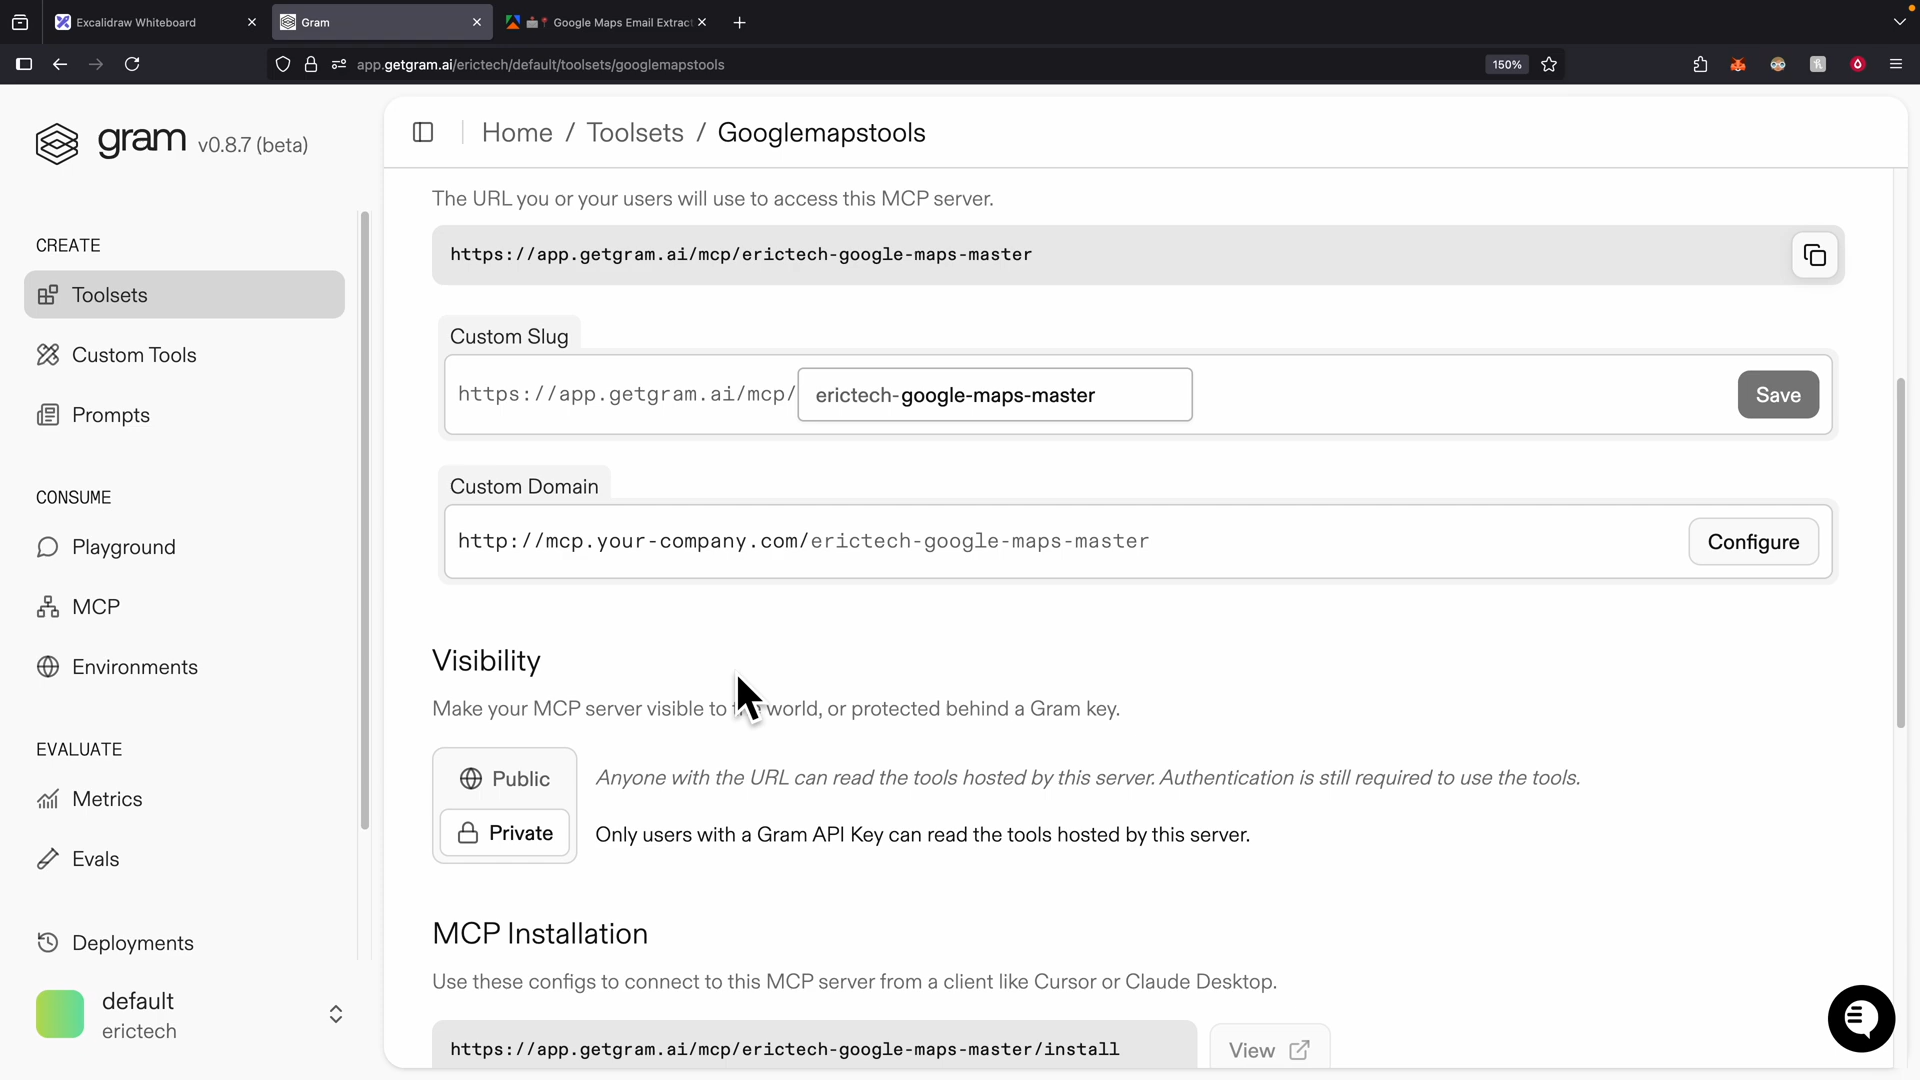 Excalidraw Whiteboard
Gram
Google Maps Email Extrac
app.getgram.ai/erictech/default/toolsets/googlemapstools
150%
gram v0.8.7 (beta)
Home / Toolsets / Googlemapstools
CREATE
Toolsets
Custom Tools
Prompts
CONSUME
Playground
MCP
Environments
EVALUATE
Metrics
Evals
Deployments
default
erictech
The URL you or your users will use to access this MCP server.
https://app.getgram.ai/mcp/erictech-google-maps-master
Custom Slug
https://app.getgram.ai/mcp/ erictech-google-maps-master
Save
Custom Domain
http://mcp.your-company.com/erictech-google-maps-master
Configure
Visibility
Make your MCP server visible to world, or protected behind a Gram key.
Public
Anyone with the URL can read the tools hosted by this server. Authentication is still required to use the tools.
Private
Only users with a Gram API Key can read the tools hosted by this server.
MCP Installation
Use these configs to connect to this MCP server from a client like Cursor or Claude Desktop.
https://app.getgram.ai/mcp/erictech-google-maps-master/install
View